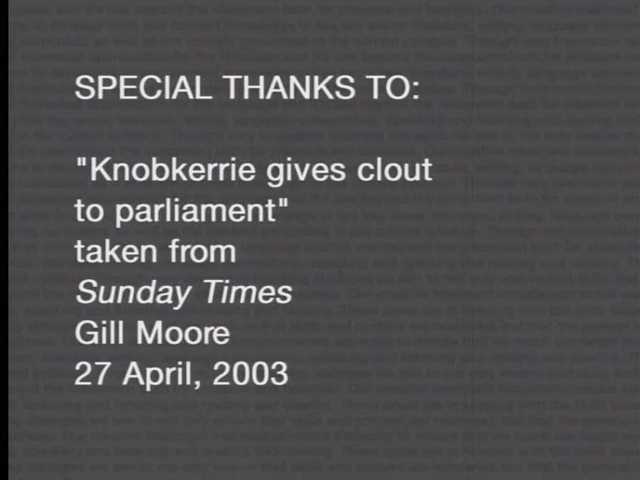 SPECIAL THANKS TO:
"Knobkerrie gives clout
to parliament"
taken from
Sunday Times
Gill Moore
27 April, 2003